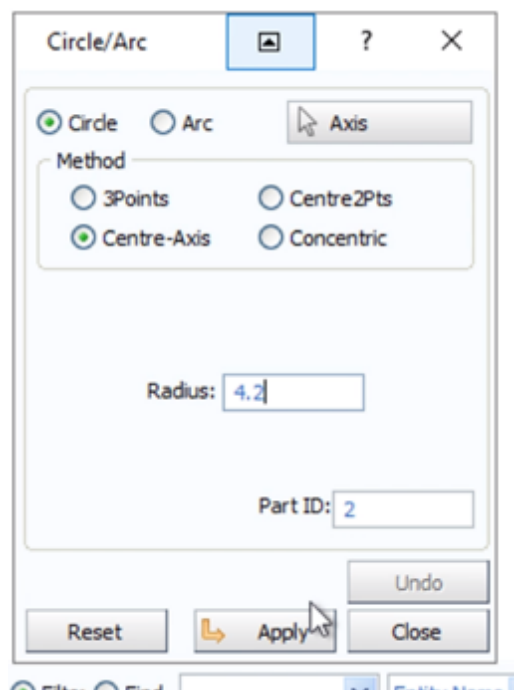 Circle/Arc ?
Circle Arc Axis
Method
3Points Centre2Pts
Centre-Axis Concentric
Radius: 4.2
Part ID: 2
Undo
Reset Apply Close
Filter Find Entity Name